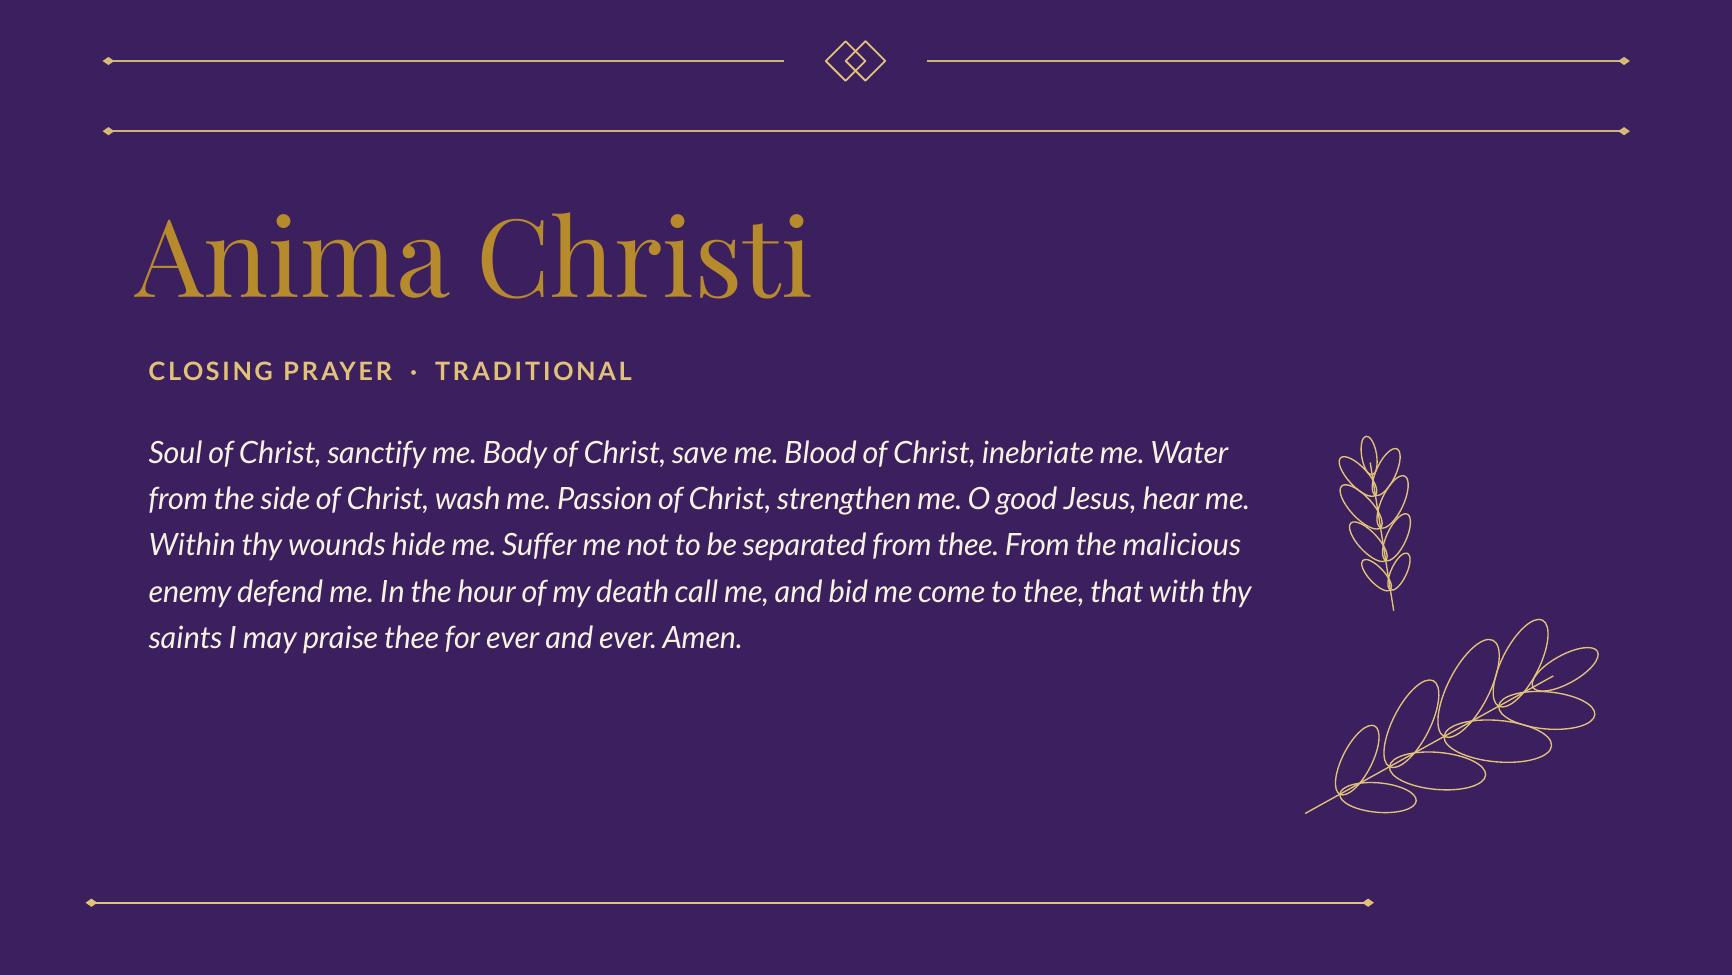 Anima Christi
CLOSING PRAYER · TRADITIONAL
Soul of Christ, sanctify me. Body of Christ, save me. Blood of Christ, inebriate me. Water
from the side of Christ, wash me. Passion of Christ, strengthen me. O good Jesus, hear me.
Within thy wounds hide me. Suffer me not to be separated from thee. From the malicious
enemy defend me. In the hour of my death call me, and bid me come to thee, that with thy
saints I may praise thee for ever and ever. Amen.